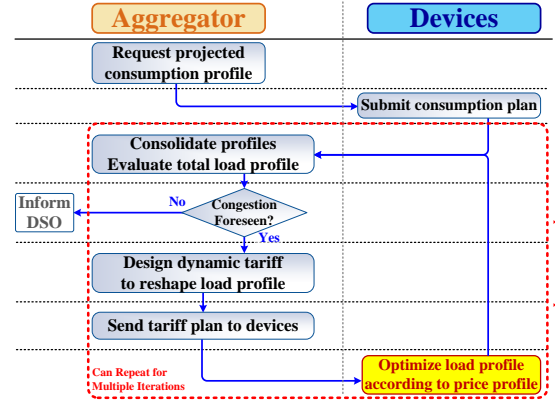 Aggregator
Devices
Request projected
consumption profile
Submit consumption plan
Consolidate profiles
Evaluate total load profile
Inform
DSO
No
Congestion
Foreseen?
Yes
Design dynamic tariff
to reshape load profile
Send tariff plan to devices
Can Repeat for
Multiple Iterations
Optimize load profile
according to price profile